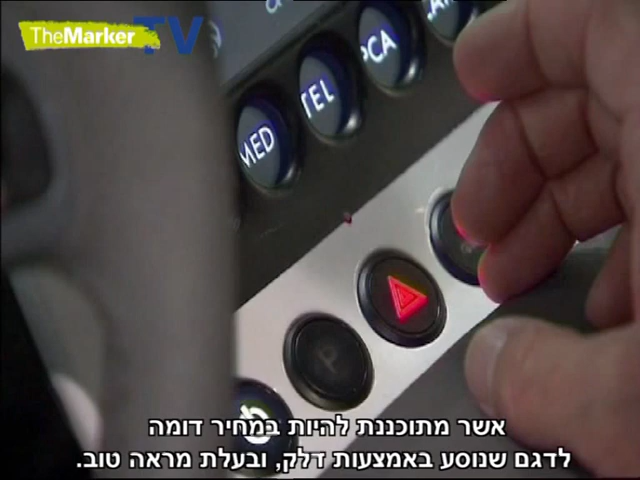 TheMarker TV
PCA
TEL
MED
P
אשר מתוכננת להיות במחיר דומה
לדגם שנוסע באמצעות דלק, ובעלת מראה טוב.